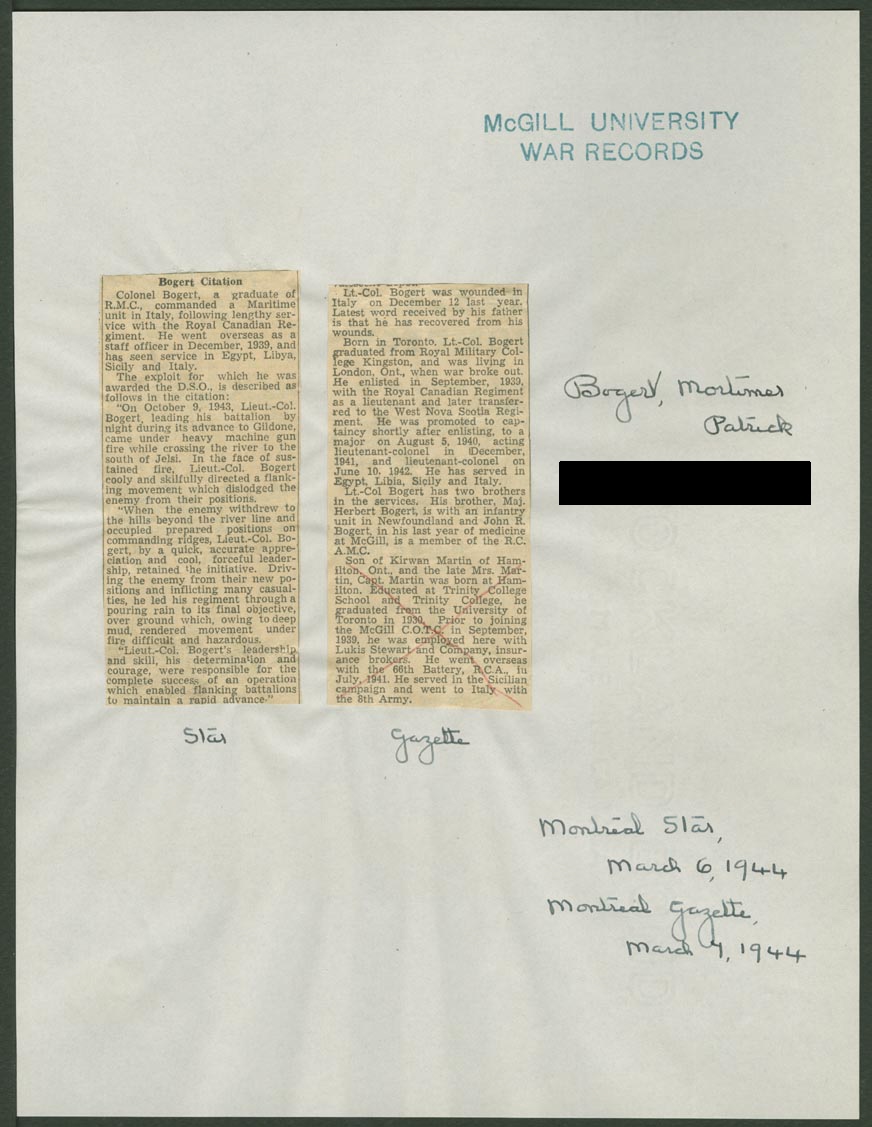 McGILL UNIVERSITY
WAR RECORDS
Bogert Citation
Colonel Bogert, a graduate of
R.M.C., commanded a Maritime
unit in Italy, following lengthy ser-
vice with the Royal Canadian Re-
giment. He went overseas as a
staff officer in December, 1939, and
has seen service in Egypt, Libya,
Sicily and Italy.
The exploit for which he was
awarded the D.S.O., is described as
follows in the citation:
"On October 9, 1943, Lieut.-Col.
Bogert, leading his battalion by
night during its advance to Gildone,
came under heavy machine gun
fire while crossing the river to the
south of Jelsi. In the face of sus-
tained fire, Lieut.-Col. Bogert
cooly and skilfully directed a flank-
ing movement which dislodged the
enemy from their positions.
"When the enemy withdrew to
the hills beyond the river line and
occupied prepared positions on
commanding ridges, Lieut.-Col. Bo-
gert, by a quick, accurate appre-
ciation and cool, forceful leader-
ship, retained the initiative. Driv-
ing the enemy from their new po-
sitions and inflicting many casual-
ties, he led his regiment through a
pouring rain to its final objective,
over ground which, owing to deep
mud, rendered movement under
fire difficult and hazardous.
"Lieut.-Col. Bogert's leadership
and skill, his determination and
courage, were responsible for the
complete success of an operation
which enabled flanking battalions
to maintain a rapid advance."
Star
Lt.-Col. Bogert was wounded in
Italy on December 12 last year.
Latest word received by his father
is that he has recovered from his
wounds.
Born in Toronto, Lt.-Col. Bogert
graduated from Royal Military Col-
lege Kingston, and was living in
London, Ont., when war broke out.
He enlisted in September, 1939,
with the Royal Canadian Regiment
as a lieutenant and later transfer-
red to the West Nova Scotia Regi-
ment. He was promoted to cap-
taincy shortly after enlisting, to a
major on August 5, 1940, acting
lieutenant-colonel in December,
1941, and lieutenant-colonel on
June 10, 1942. He has served in
Egypt, Libia, Sicily and Italy.
Lt.-Col Bogert has two brothers
in the services. His brother, Maj.
Herbert Bogert, is with an infantry
unit in Newfoundland and John R.
Bogert, in his last year of medicine
at McGill, is a member of the R.C.
A.M.C.
Son of Kirwan Martin of Ham-
ilton, Ont., and the late Mrs. Mar-
tin, Capt. Martin was born at Ham-
ilton. Educated at Trinity College
School and Trinity College, he
graduated from the University of
Toronto in 1930. Prior to joining
the McGill C.O.T.C. in September,
1939, he was employed here with
Lukis Stewart and Company, insur-
ance brokers. He went overseas
with the 66th Battery, R.C.A., in
July, 1941. He served in the Sicilian
campaign and went to Italy with
the 8th Army.
Gazette
Bogert, Mortimer
Patrick
Montreal Star,
March 6, 1944
Montreal Gazette,
March 7, 1944